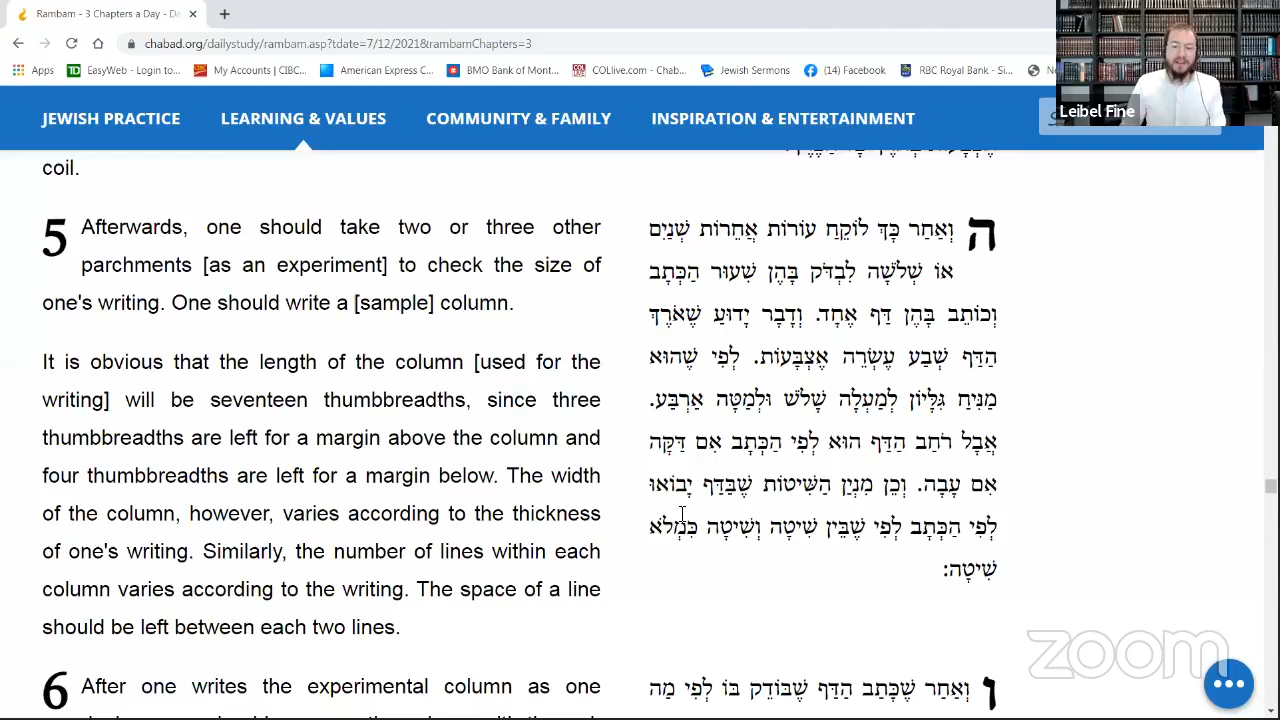 Rambam - 3 Chapters a Day - Da
chabad.org/dailystudy/rambam.asp?tdate=7/12/2021&rambamChapters=3
Apps
EasyWeb - Login to...
My Accounts | CIBC...
American Express C...
BMO Bank of Mont...
COLlive.com - Chab...
Jewish Sermons
(14) Facebook
RBC Royal Bank - Si...
Leibel Fine
JEWISH PRACTICE
LEARNING & VALUES
COMMUNITY & FAMILY
INSPIRATION & ENTERTAINMENT
coil.
5 Afterwards, one should take two or three other
parchments [as an experiment] to check the size of
one's writing. One should write a [sample] column.
It is obvious that the length of the column [used for the
writing] will be seventeen thumbbreadths, since three
thumbbreadths are left for a margin above the column and
four thumbbreadths are left for a margin below. The width
of the column, however, varies according to the thickness
of one's writing. Similarly, the number of lines within each
column varies according to the writing. The space of a line
should be left between each two lines.
6 After one writes the experimental column as one
ה וְאַחַר כָּךְ לוֹקֵחַ עוֹרוֹת אֲחֵרוֹת שְׁנַיִם
אוֹ שְׁלֹשָׁה לִבְדֹּק בָּהֶן שִׁעוּר הַכְּתָב
וְכוֹתֵב בָּהֶן דַּף אֶחָד. וְדָבָר יָדוּעַ שֶׁאֹרֶךְ
הַדַּף שְׁבַע עֶשְׂרֵה אֶצְבָּעוֹת. לְפִי שֶׁהוּא
מַנִּיחַ גִּלָּיוֹן לְמַעְלָה שָׁלֹשׁ וּלְמַטָּה אַרְבַּע.
אֲבָל רֹחַב הַדַּף הוּא לְפִי הַכְּתָב אִם דַּקָּה
אִם עָבָה. וְכֵן מִנְיַן הַשִּׁיטוֹת שֶׁבַּדַּף יָבוֹאוּ
לְפִי הַכְּתָב לְפִי שֶׁבֵּין שִׁיטָה וְשִׁיטָה כִּמְלֹא
שִׁיטָה:
ו וְאַחַר שֶׁכָּתַב הַדַּף שֶׁבּוֹדֵק בּוֹ לְפִי מַה
zoom